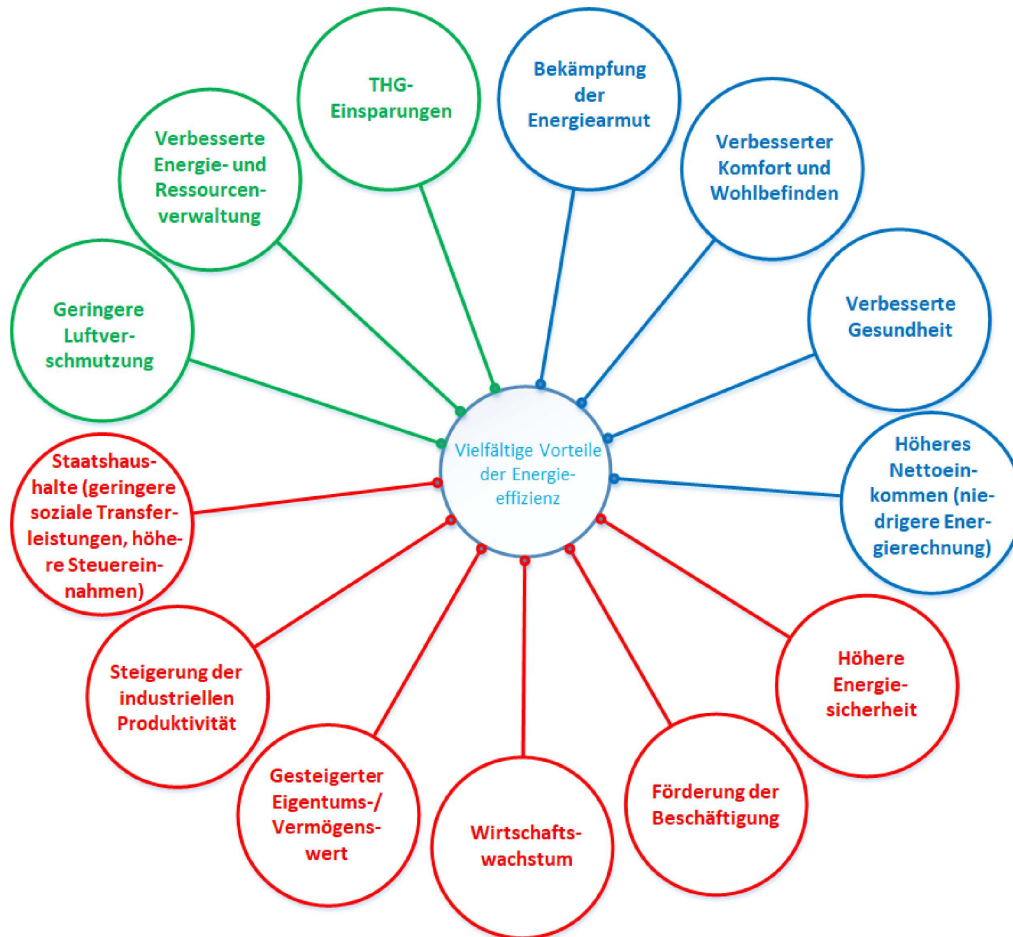 THG-
Einsparungen
Bekämpfung
der
Energiearmut
Verbesserter
Komfort und
Wohlbefinden
Verbesserte
Gesundheit
Höheres
Nettoein-
kommen (nie-
drigere Ener-
gierechnung)
Höhere
Energie-
sicherheit
Förderung der
Beschäftigung
Wirtschafts-
wachstum
Gesteigerter
Eigentums-/
Vermögens-
wert
Steigerung der
industriellen
Produktivität
Staatshaus-
halte (geringere
soziale Transfer-
leistungen, höhe-
re Steuerein-
nahmen)
Geringere
Luftver-
schmutzung
Verbesserte
Energie- und
Ressourcen-
verwaltung
Vielfältige Vorteile
der Energie-
effizienz